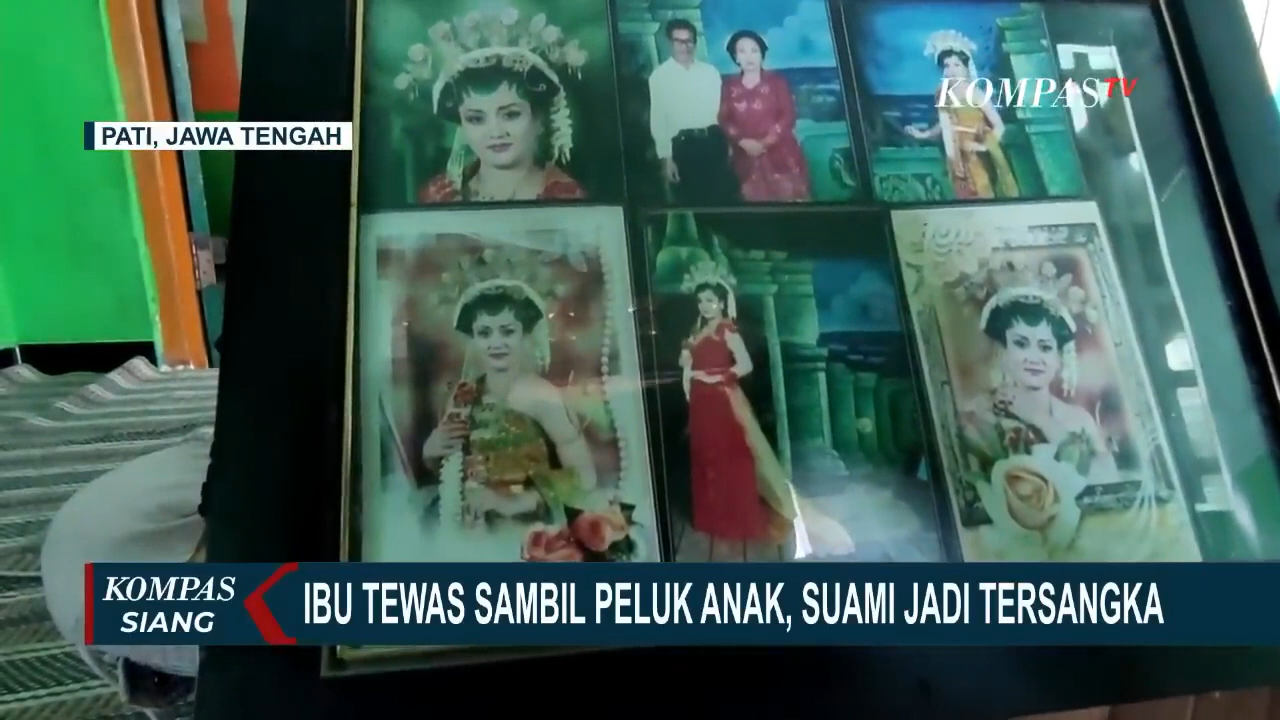 KOMPASTV
PATI, JAWA TENGAH
KOMPAS
SIANG
IBU TEWAS SAMBIL PELUK ANAK, SUAMI JADI TERSANGKA